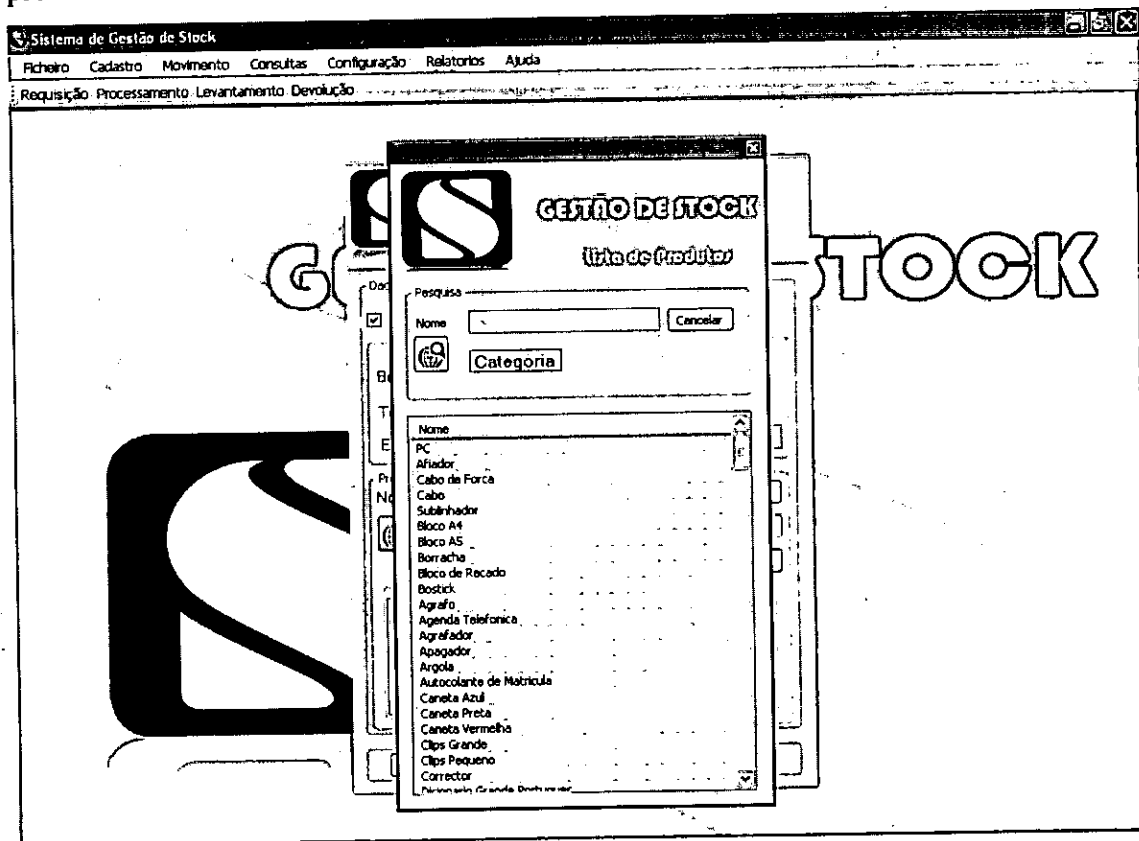 Sistema de Gestão de Stock
Ficheiro Cadastro Movimento Consultas Configuração Relatorios Ajuda
Requisição Processamento Levantamento Devolução
GESTÃO DE STOCK
Lista de Produtos
G STOCK
Pesquisa
Nome Cancelar
Categoria
Nome
PC
Afiador
Cabo de Forca
Cabo
Sublinhador
Bloco A4
Bloco A5
Borracha
Bloco de Recado
Bostick
Agrafo
Agenda Telefonica
Agrafador
Apagador
Argola
Autocolante de Matricula
Caneta Azul
Caneta Preta
Caneta Vermelha
Clips Grande
Clips Pequeno
Corrector
Dicionario Grande Portugues